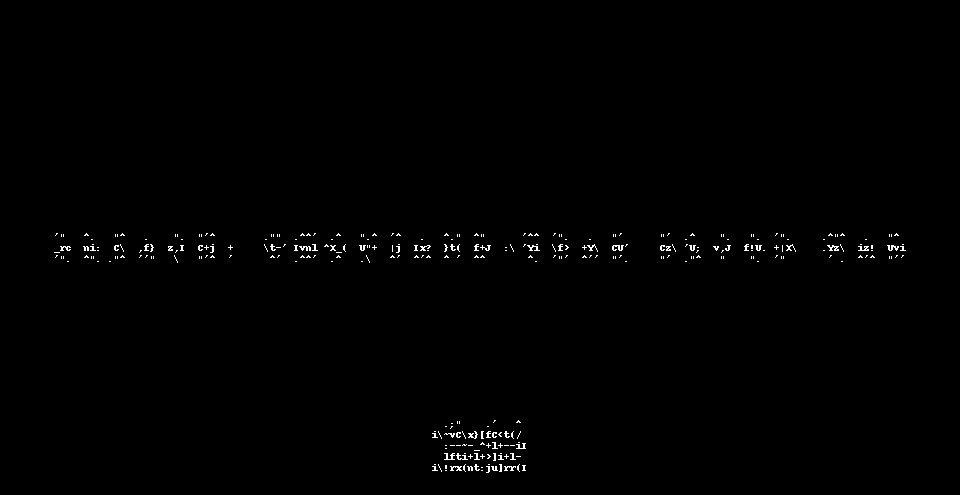 ´"   ^.   "^   .    ".  "´^         ""  .^^´  .^   ".^  ´^   .   ^."  ^"      ´^^  ´".   .   "´      "´  .^    ".   ".  ´".     .^"^   .    "^
_rc  ni:  C\  ,f}  z,I  C+j  +     \t-´ Ivnl ^X_(  U"+  |j  Ix?  }t(  f+J  :\ ´Yi  \f>  +Y\  CU´     Cz\ ´U;  v,J  f!U. +|X\    .Yz\  iz!  Uvi
´".  ^". ."^  ´´"   \   "´^  ´      ^´  .^^´  .^   .\   ^´  ^´^  ^ ´  ^^       ^.  ´"´  ^´´  "´.     "´  ."^   "    ".  ´"       ´ .  ^´^  "´´
.;"    .´   ^
i\~vC\x}[fC<t(/
:--~-_^+l+--iI
lfti+l+>]i+l-
i\!rx(nt:ju]rr(I